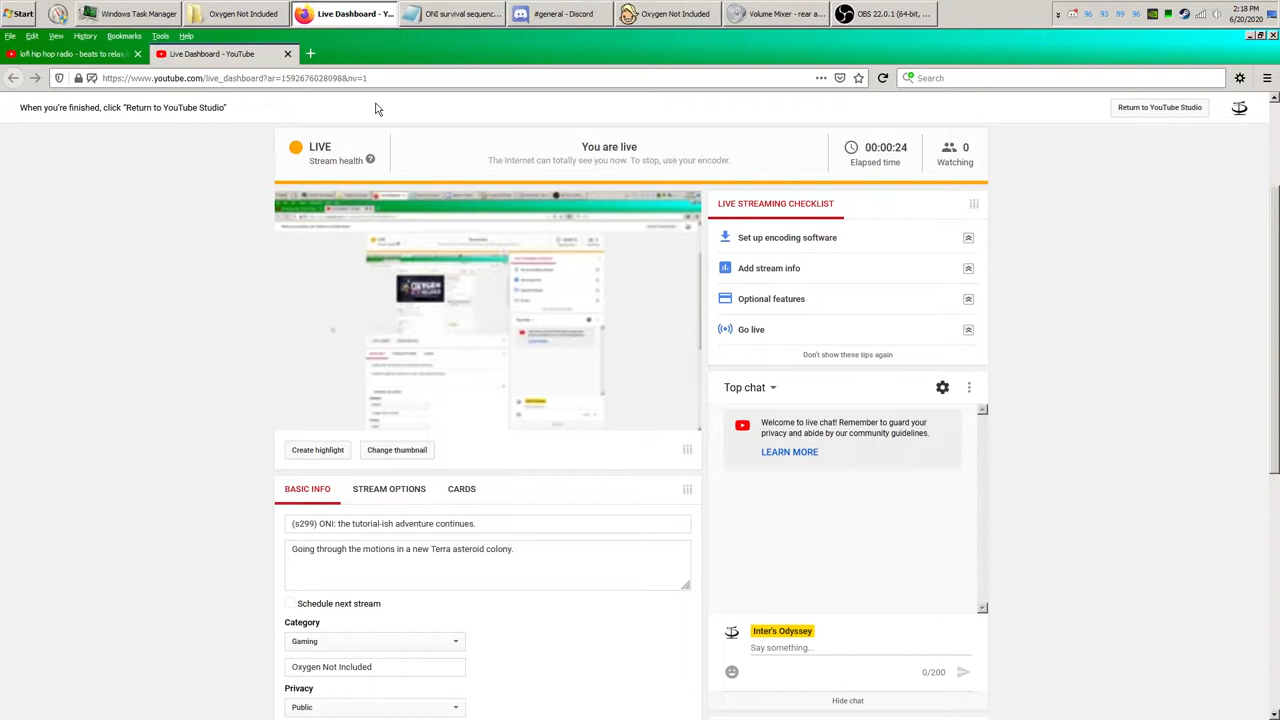 Start
Windows Task Manager
Oxygen Not Included
Live Dashboard - Y...
ONI survival sequenc...
#general - Discord
Oxygen Not Included
Volume Mixer - rear a...
OBS 22.0.1 (64-bit, ...
96 93 89 96
2:18 PM
6/20/2020
File Edit View History Bookmarks Tools Help
lofi hip hop radio - beats to relax/
Live Dashboard - YouTube
https://www.youtube.com/live_dashboard?ar=1592676028098&nv=1
Search
When you're finished, click "Return to YouTube Studio"
Return to YouTube Studio
LIVE
Stream health
You are live
The Internet can totally see you now. To stop, use your encoder.
00:00:24
Elapsed time
0
Watching
LIVE STREAMING CHECKLIST
Set up encoding software
Add stream info
Optional features
Go live
Don't show these tips again
Create highlight
Change thumbnail
Top chat
Welcome to live chat! Remember to guard your
privacy and abide by our community guidelines.
LEARN MORE
BASIC INFO
STREAM OPTIONS
CARDS
(s299) ONI: the tutorial-ish adventure continues.
Going through the motions in a new Terra asteroid colony.
Schedule next stream
Category
Gaming
Oxygen Not Included
Privacy
Public
Inter's Odyssey
Say something...
0/200
Hide chat